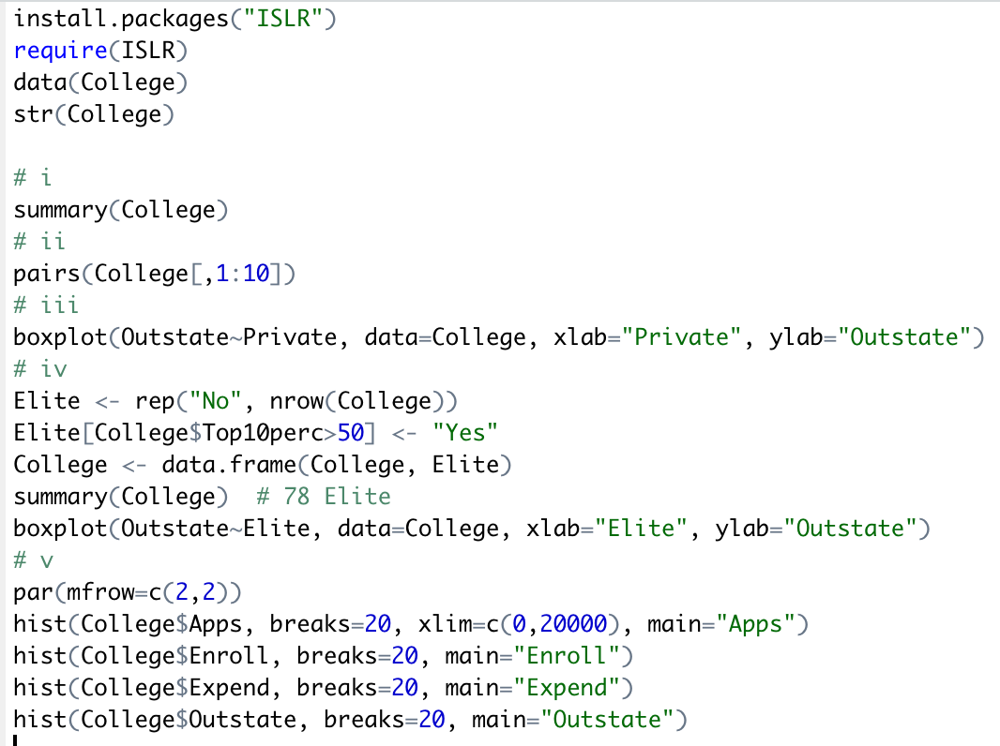 install.packages("ISLR")
require(ISLR)
data(College)
str(College)
# i
summary(College)
# ii
pairs(College[,1:10])
# iii
boxplot(Outstate~Private, data=College, xlab="Private", ylab="Outstate")
# iv
Elite <- rep("No", nrow(College))
Elite[College$Top10perc>50] <- "Yes"
College <- data.frame(College, Elite)
summary(College)  # 78 Elite
boxplot(Outstate~Elite, data=College, xlab="Elite", ylab="Outstate")
# v
par(mfrow=c(2,2))
hist(College$Apps, breaks=20, xlim=c(0,20000), main="Apps")
hist(College$Enroll, breaks=20, main="Enroll")
hist(College$Expend, breaks=20, main="Expend")
hist(College$Outstate, breaks=20, main="Outstate")